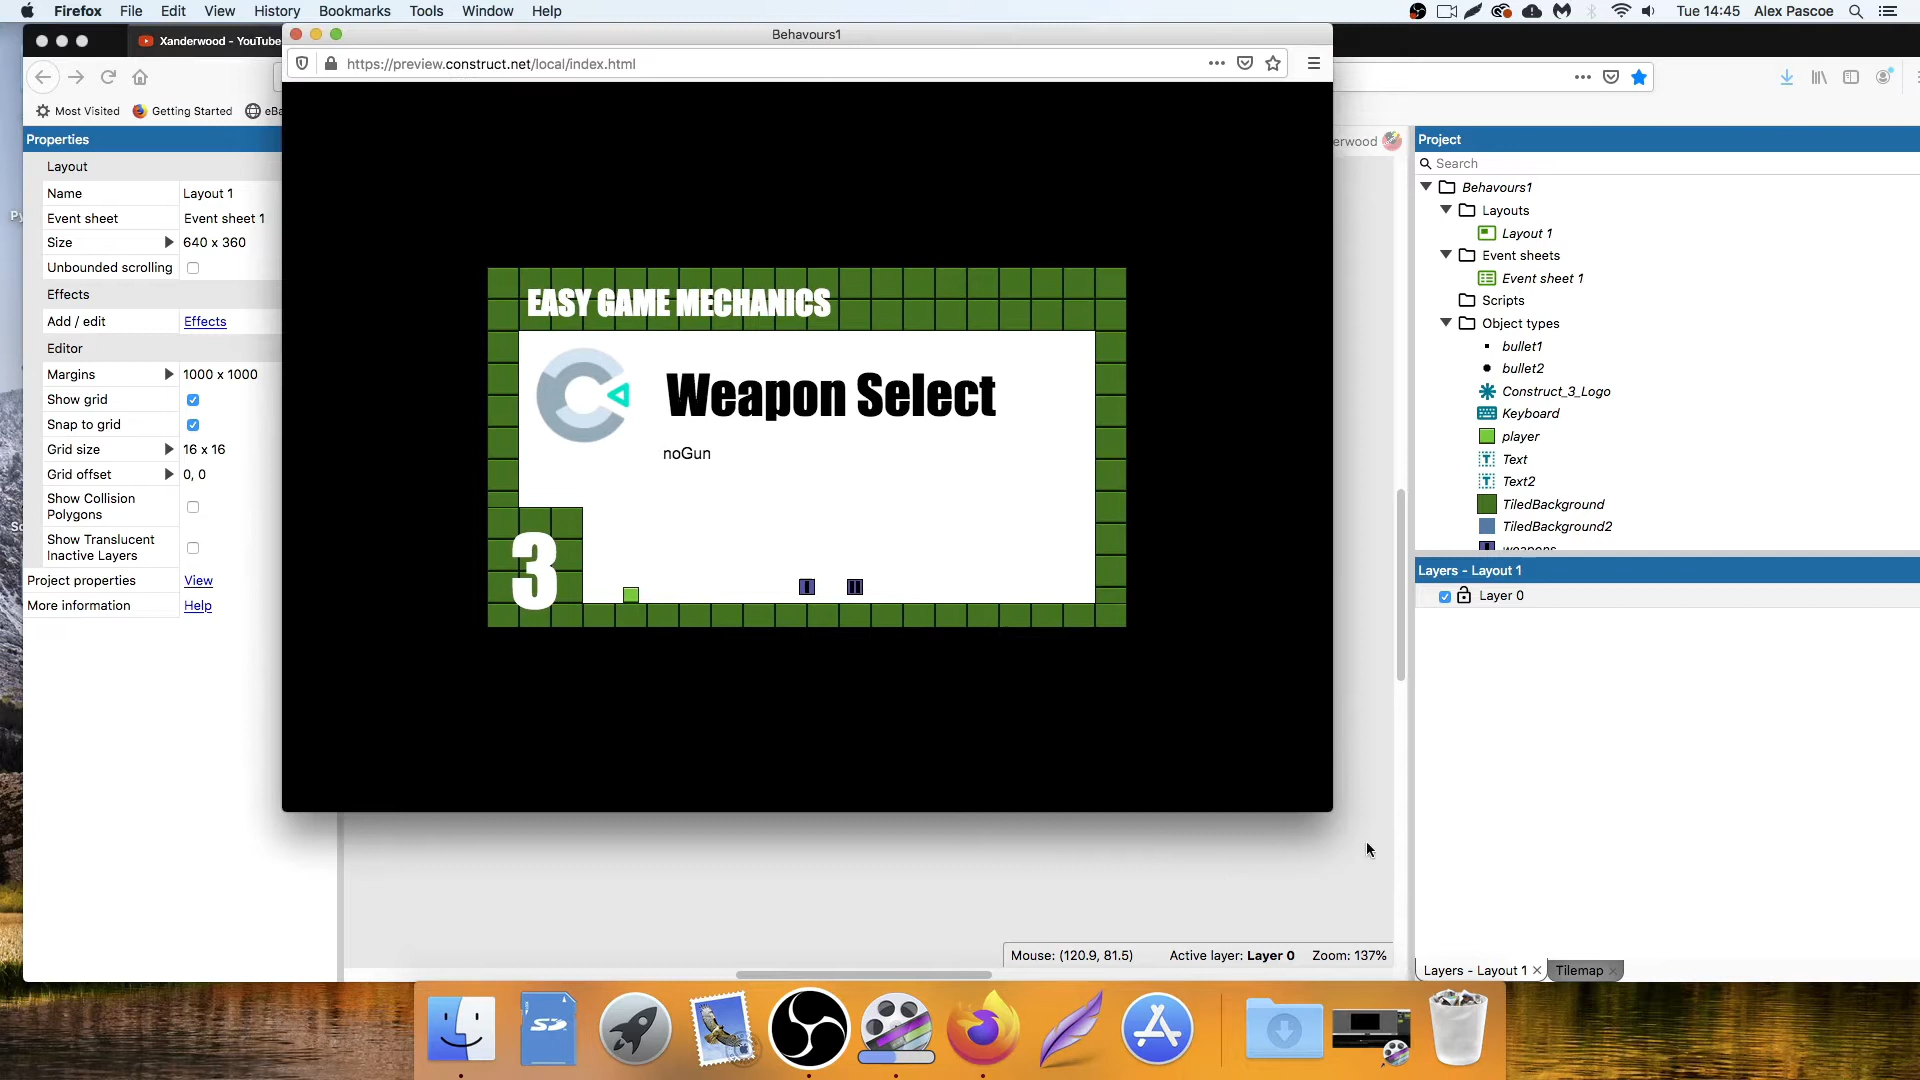 Firefox File Edit View History Bookmarks Tools Window Help
Tue 14:45 Alex Pascoe
Xanderwood - YouTube
Behavours1
https://preview.construct.net/local/index.html
Most Visited Getting Started
Properties
Layout
Name Layout 1
Event sheet Event sheet 1
Size 640 x 360
Unbounded scrolling
Effects
Add / edit Effects
Editor
Margins 1000 x 1000
Show grid
Snap to grid
Grid size 16 x 16
Grid offset 0, 0
Show Collision
Polygons
Show Translucent
Inactive Layers
Project properties View
More information Help
EASY GAME MECHANICS
Weapon Select
noGun
3
erwood
Project
Search
Behavours1
Layouts
Layout 1
Event sheets
Event sheet 1
Scripts
Object types
bullet1
bullet2
Construct_3_Logo
Keyboard
player
Text
Text2
TiledBackground
TiledBackground2
weapons
Layers - Layout 1
Layer 0
Mouse: (120.9, 81.5) Active layer: Layer 0 Zoom: 137%
Layers - Layout 1 Tilemap